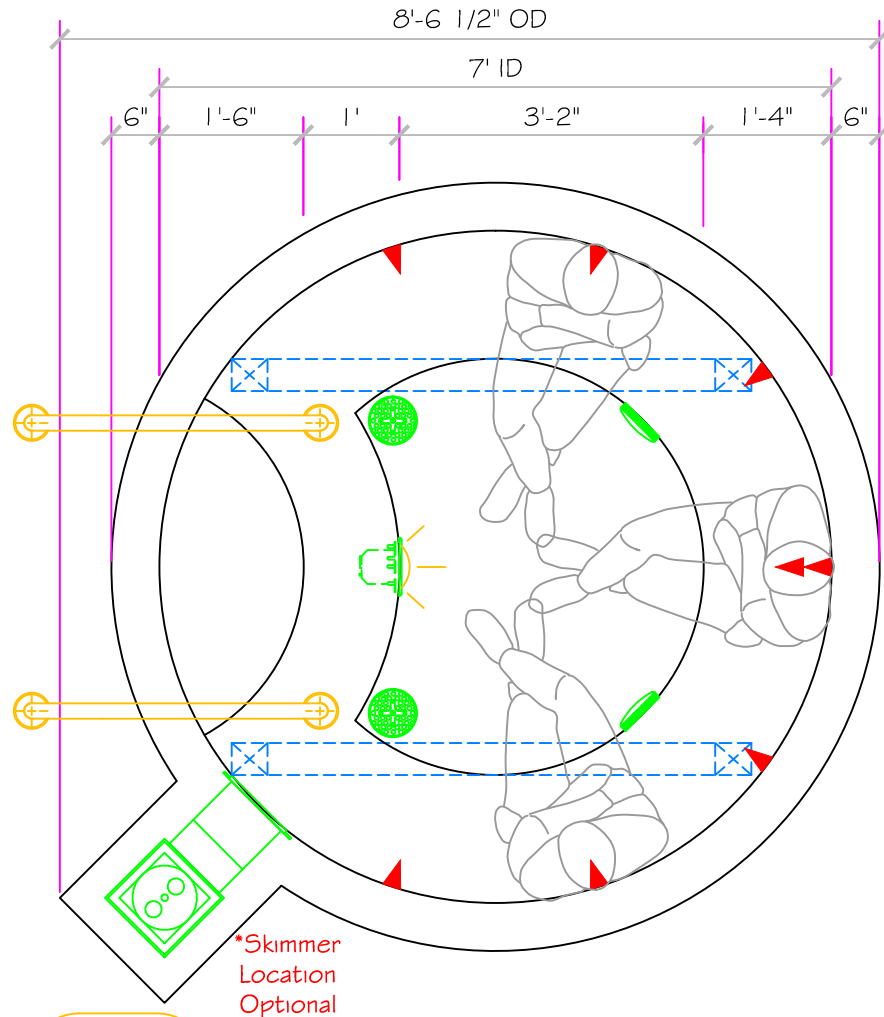 8'-6 1/2" OD
7' ID
6" 1'-6" 1' 3'-2" 1'-4" 6"
*Skimmer
Location
Optional